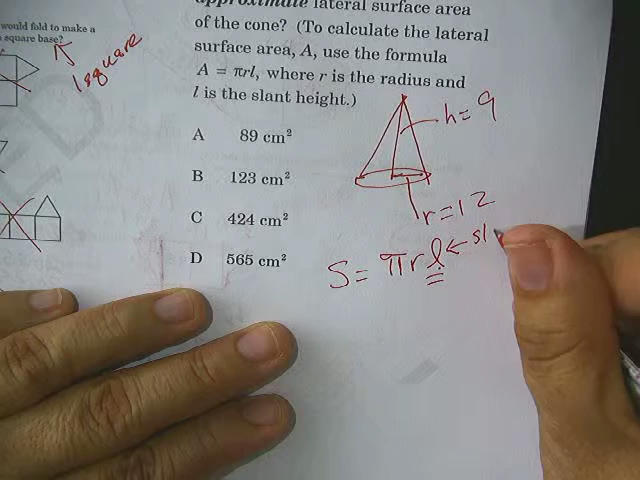 would fold to make a
square base?
1 square
approximate lateral surface area
of the cone? (To calculate the lateral
surface area, A, use the formula
A = πrl, where r is the radius and
l is the slant height.)
A 89 cm²
B 123 cm²
C 424 cm²
D 565 cm²
h = 9
r = 12
S = πrl ← sl